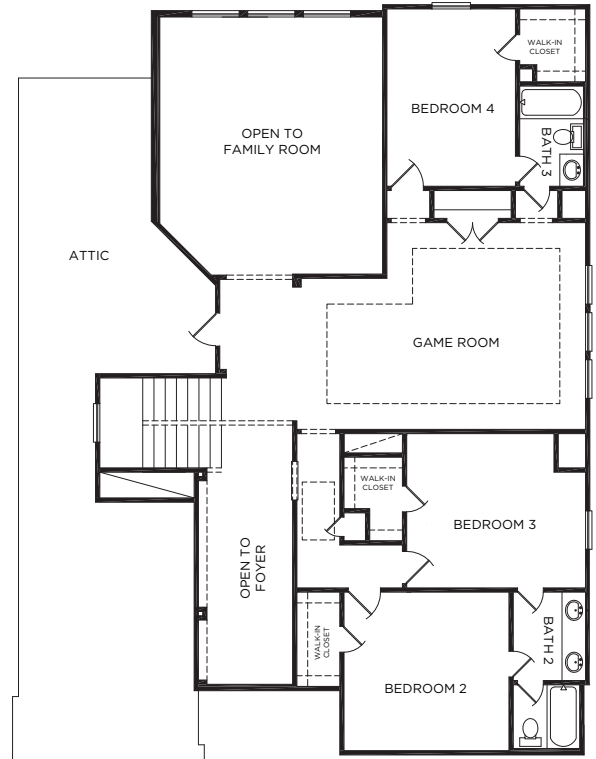 WALK-IN
CLOSET
BEDROOM 4
OPEN TO
FAMILY ROOM
BATH 3
ATTIC
GAME ROOM
WALK-IN
CLOSET
BEDROOM 3
OPEN TO
FOYER
WALK-IN
CLOSET
BATH 2
BEDROOM 2